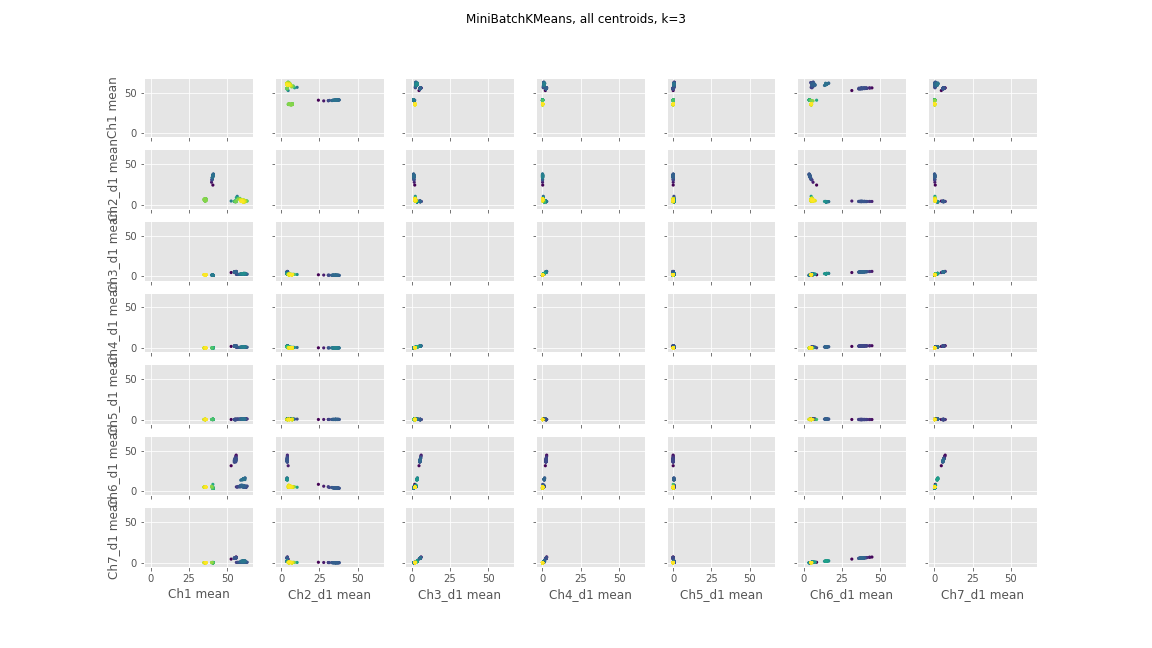 MiniBatchKMeans, all centroids, k=3
Ch1 mean
50
0
Ch2_d1 mean
50
0
Ch3_d1 mean
50
0
Ch4_d1 mean
50
0
Ch5_d1 mean
50
0
Ch6_d1 mean
50
0
Ch7_d1 mean
50
0
0 25 50 0 25 50 0 25 50 0 25 50 0 25 50 0 25 50 0 25 50
Ch1 mean Ch2_d1 mean Ch3_d1 mean Ch4_d1 mean Ch5_d1 mean Ch6_d1 mean Ch7_d1 mean